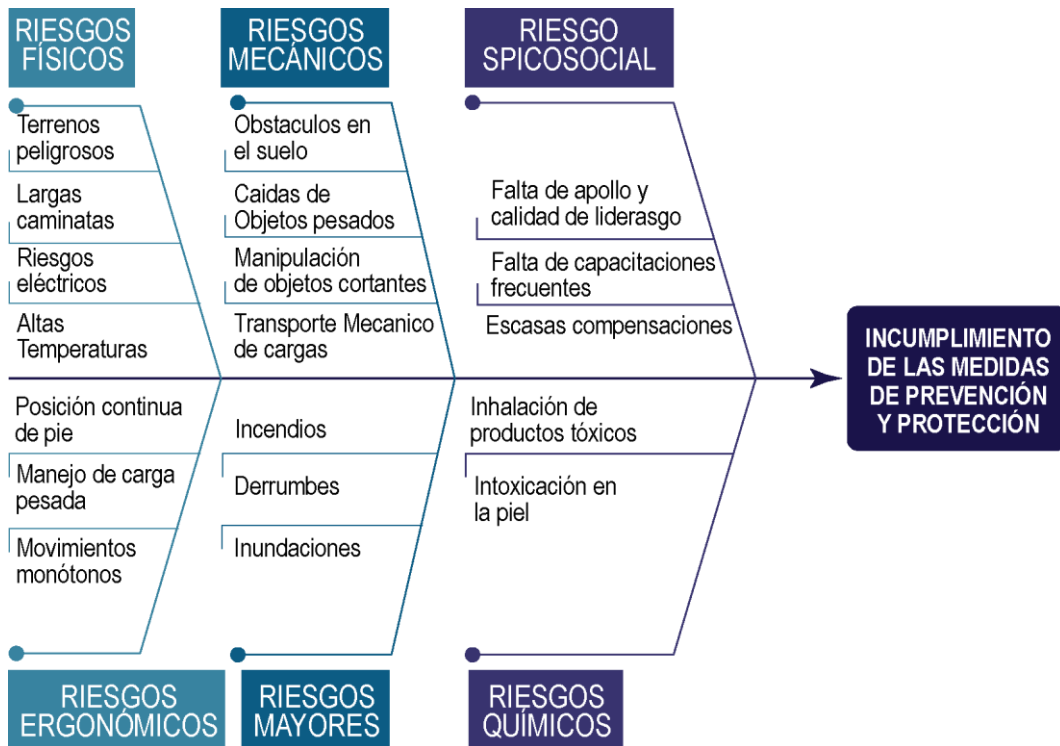 RIESGOS
FÍSICOS
Terrenos
peligrosos
Largas
caminatas
Riesgos
eléctricos
Altas
Temperaturas
RIESGOS
MECÁNICOS
Obstaculos en
el suelo
Caidas de
Objetos pesados
Manipulación
de objetos cortantes
Transporte Mecanico
de cargas
RIESGO
SPICOSOCIAL
Falta de apollo y
calidad de liderasgo
Falta de capacitaciones
frecuentes
Escasas compensaciones
INCUMPLIMIENTO
DE LAS MEDIDAS
DE PREVENCIÓN
Y PROTECCIÓN
Posición continua
de pie
Manejo de carga
pesada
Movimientos
monótonos
RIESGOS
ERGONÓMICOS
Incendios
Derrumbes
Inundaciones
RIESGOS
MAYORES
Inhalación de
productos tóxicos
Intoxicación en
la piel
RIESGOS
QUÍMICOS